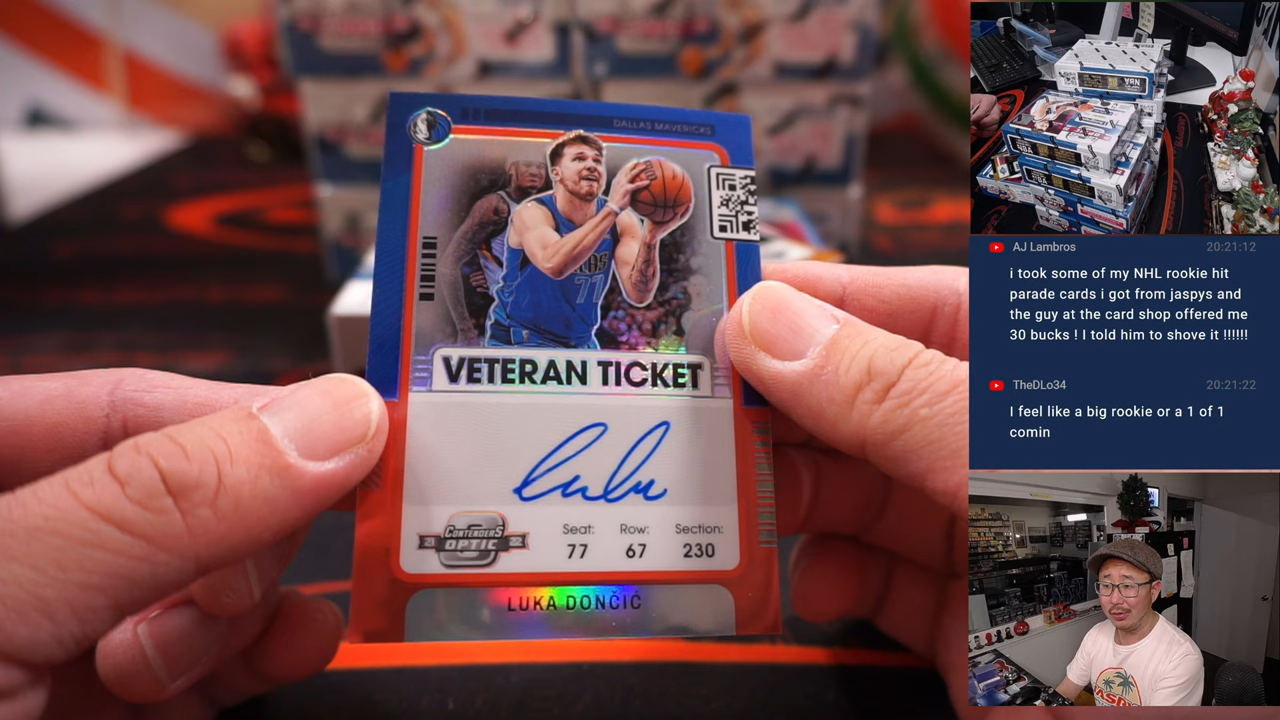 DALLAS MAVERICKS
77
VETERAN TICKET
Seat: Row: Section:
77 67 230
CONTENDERS
OPTIC
LUKA DONČIĆ
NBA
AJ Lambros 20:21:12
i took some of my NHL rookie hit
parade cards i got from jaspys and
the guy at the card shop offered me
30 bucks ! I told him to shove it !!!!!!
TheDLo34 20:21:22
I feel like a big rookie or a 1 of 1
comin